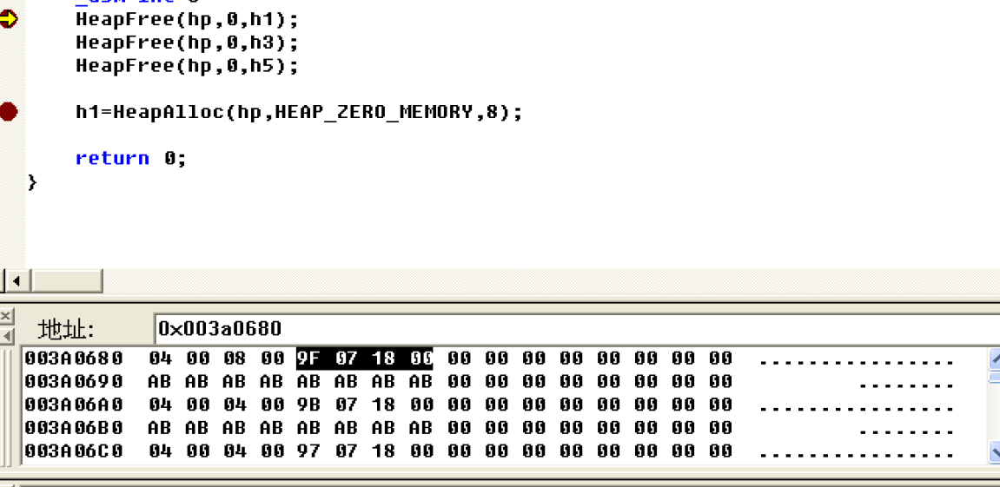 HeapFree(hp,0,h1);
HeapFree(hp,0,h3);
HeapFree(hp,0,h5);
h1=HeapAlloc(hp,HEAP_ZERO_MEMORY,8);
return 0;
}
地址: 0x003a0680
003A0680 04 00 08 00 9F 07 18 00 00 00 00 00 00 00 00 00 ................
003A0690 AB AB AB AB AB AB AB AB 00 00 00 00 00 00 00 00 ........
003A06A0 04 00 04 00 9B 07 18 00 00 00 00 00 00 00 00 00 ................
003A06B0 AB AB AB AB AB AB AB AB 00 00 00 00 00 00 00 00 ........
003A06C0 04 00 04 00 97 07 18 00 00 00 00 00 00 00 00 00 ................